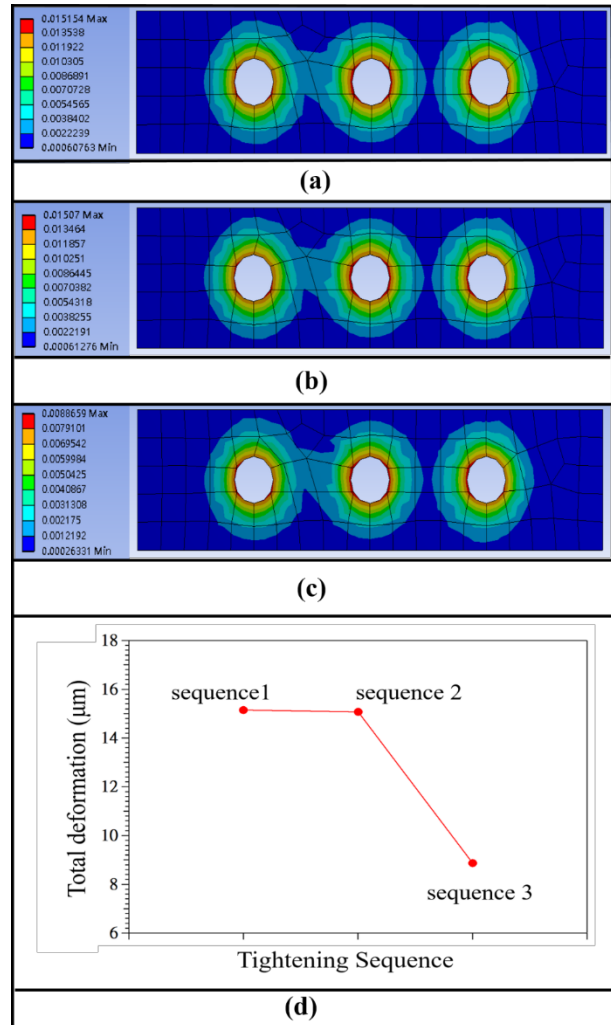 0.015154 Max
0.013538
0.011922
0.010305
0.0086891
0.0070728
0.0054565
0.0038402
0.0022239
0.00060763 Min
(a)
0.01507 Max
0.013464
0.011857
0.010251
0.0086445
0.0070382
0.0054318
0.0038255
0.0022191
0.00061276 Min
(b)
0.0088659 Max
0.0079101
0.0069542
0.0059984
0.0050425
0.0040867
0.0031308
0.002175
0.0012192
0.00026331 Min
(c)
18
16
14
12
10
8
6
Total deformation (μm)
sequence1
sequence 2
sequence 3
Tightening Sequence
(d)